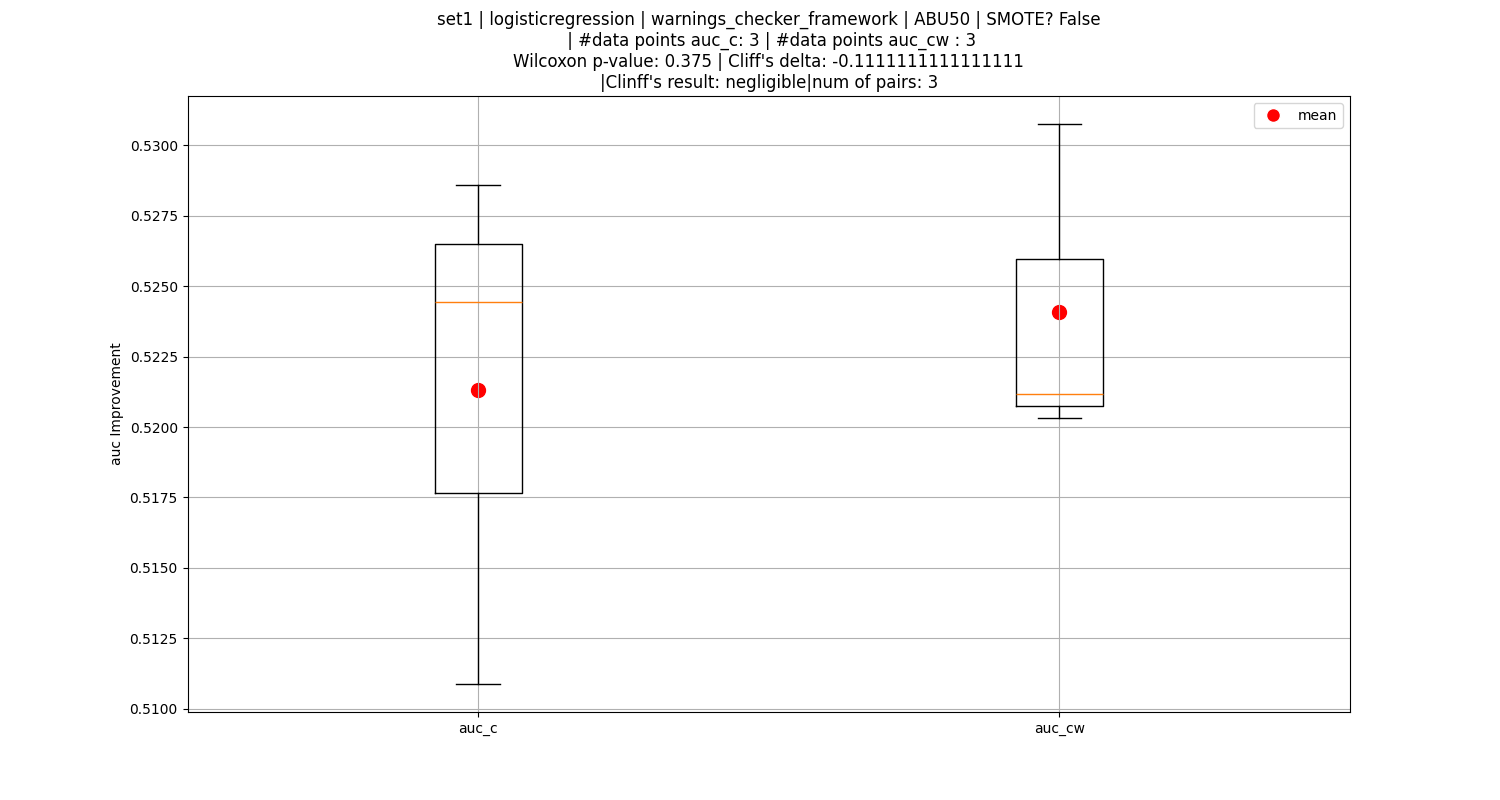 set1 | logisticregression | warnings_checker_framework | ABU50 | SMOTE? False
| #data points auc_c: 3 | #data points auc_cw : 3
Wilcoxon p-value: 0.375 | Cliff's delta: -0.1111111111111111
|Clinff's result: negligible|num of pairs: 3
mean
0.5300
0.5275
0.5250
0.5225
0.5200
0.5175
0.5150
0.5125
0.5100
auc Improvement
auc_c
auc_cw